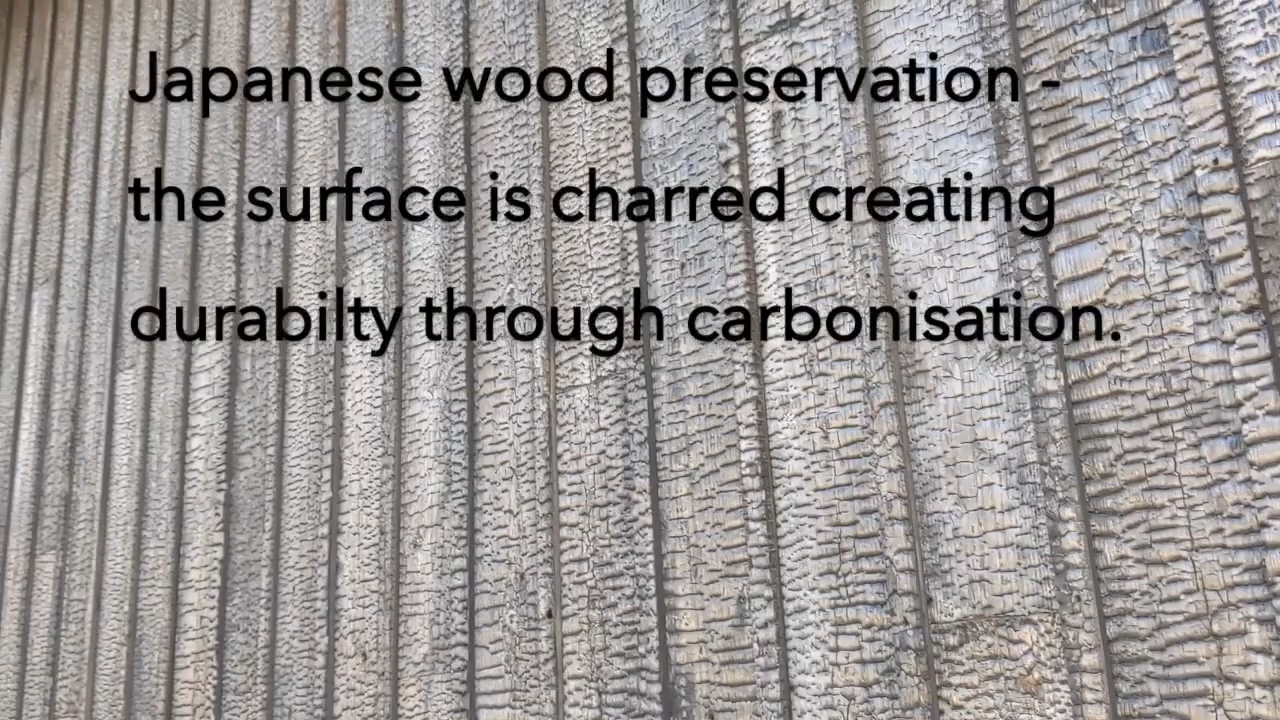 Japanese wood preservation -
the surface is charred creating
durabilty through carbonisation.